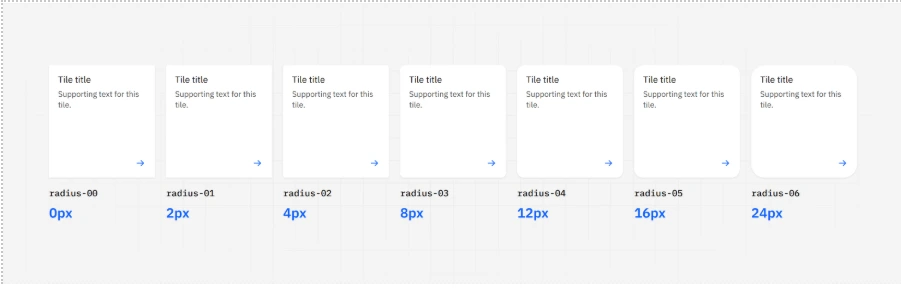 Tile title
Supporting text for this
tile.
→
radius-00
0px
Tile title
Supporting text for this
tile.
→
radius-01
2px
Tile title
Supporting text for this
tile.
→
radius-02
4px
Tile title
Supporting text for this
tile.
→
radius-03
8px
Tile title
Supporting text for this
tile.
→
radius-04
12px
Tile title
Supporting text for this
tile.
→
radius-05
16px
Tile title
Supporting text for this
tile.
→
radius-06
24px